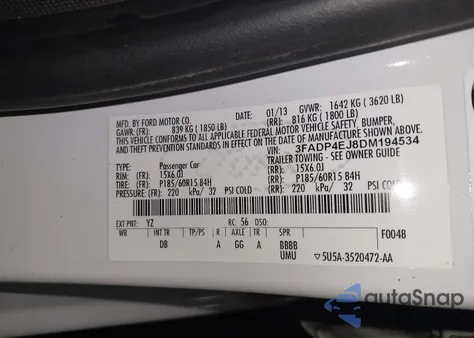 MFD. BY FORD MOTOR CO. DATE: 01/13 GVWR: 1642 KG ( 3620 LB)
GAWR: (FR): 839 KG ( 1850 LB) (RR): 816 KG ( 1800 LB)
THIS VEHICLE CONFORMS TO ALL APPLICABLE FEDERAL MOTOR VEHICLE SAFETY, BUMPER,
AND THEFT PREVENTION STANDARDS IN EFFECT ON THE
DATE OF MANUFACTURE SHOWN ABOVE. VIN: 3FADP4EJ8DM194534
TYPE: Passenger Car TRAILER TOWING - SEE OWNER GUIDE
RIM: (FR) 15X6.0J (RR): 15X6.0J
TIRE: (FR) P185/60R15 84H (RR): P185/60R15 84H
PRESSURE: (FR): 220 kPa/ 32 PSI COLD (RR): 220 kPa/ 32 PSI COLD
EXT PNT: YZ RC: 56 DSO:
WB INT TR TP/PS R AXLE TR SPR F0048
DB A GG A BBBB
UMU ▽5U5A-3520472-AA
autoSnap